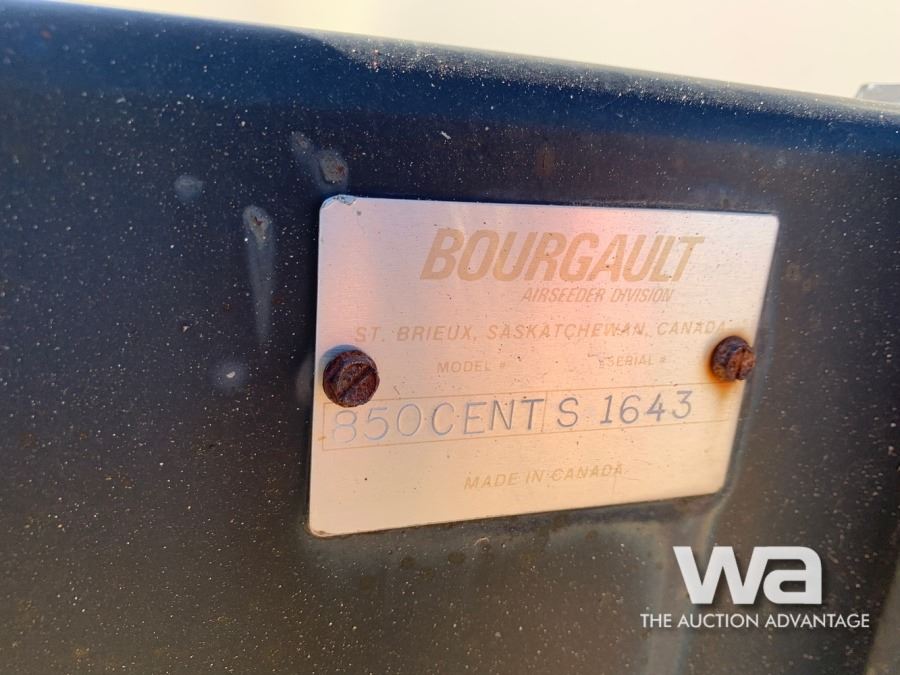 BOURGAULT
AIRSEEDER DIVISION
ST. BRIEUX, SASKATCHEWAN, CANADA
MODEL # SERIAL #
850CENT S 1643
MADE IN CANADA
wa
THE AUCTION ADVANTAGE